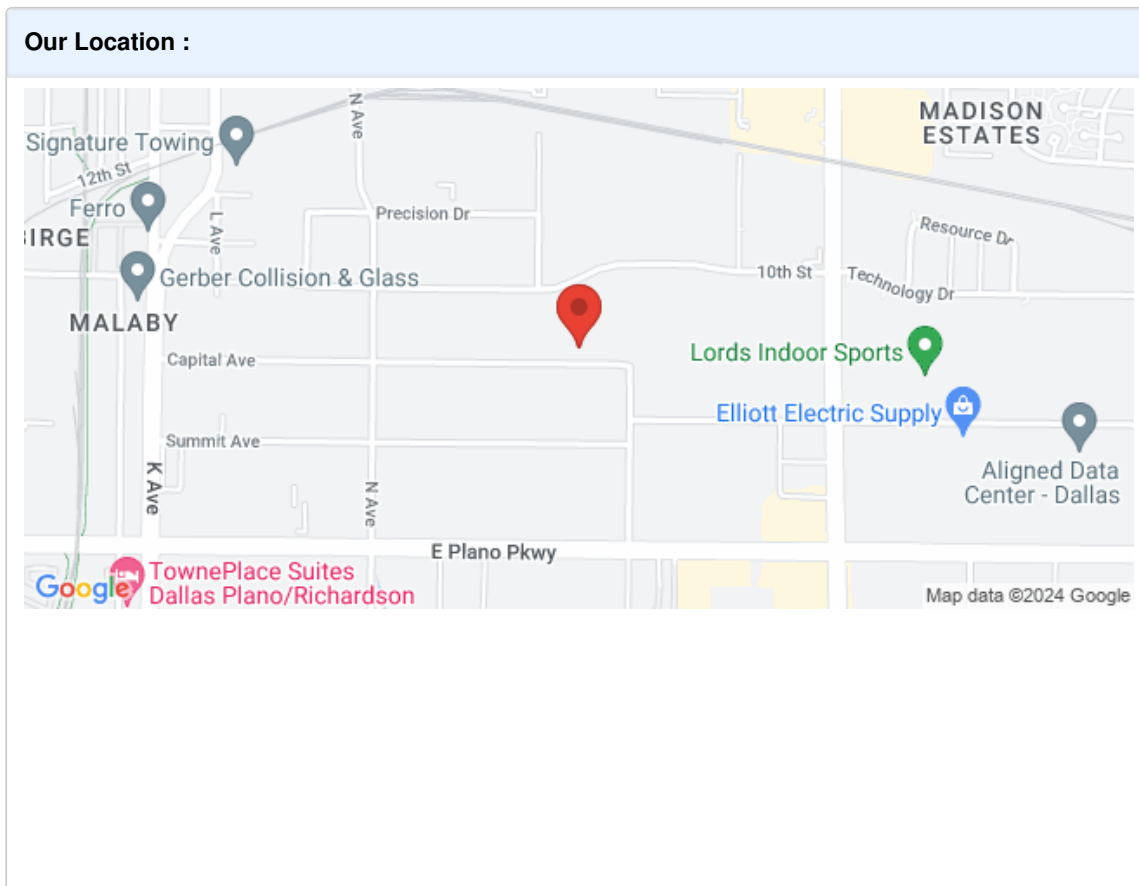 Our Location :
N Ave
MADISON
ESTATES
Signature Towing
12th St
Ferro
Precision Dr
L Ave
BIRGE
Resource Dr
Gerber Collision & Glass
10th St
Technology Dr
MALABY
Capital Ave
Lords Indoor Sports
Elliott Electric Supply
Summit Ave
K Ave
N Ave
Aligned Data
Center - Dallas
E Plano Pkwy
TownePlace Suites
Dallas Plano/Richardson
Google
Map data ©2024 Google